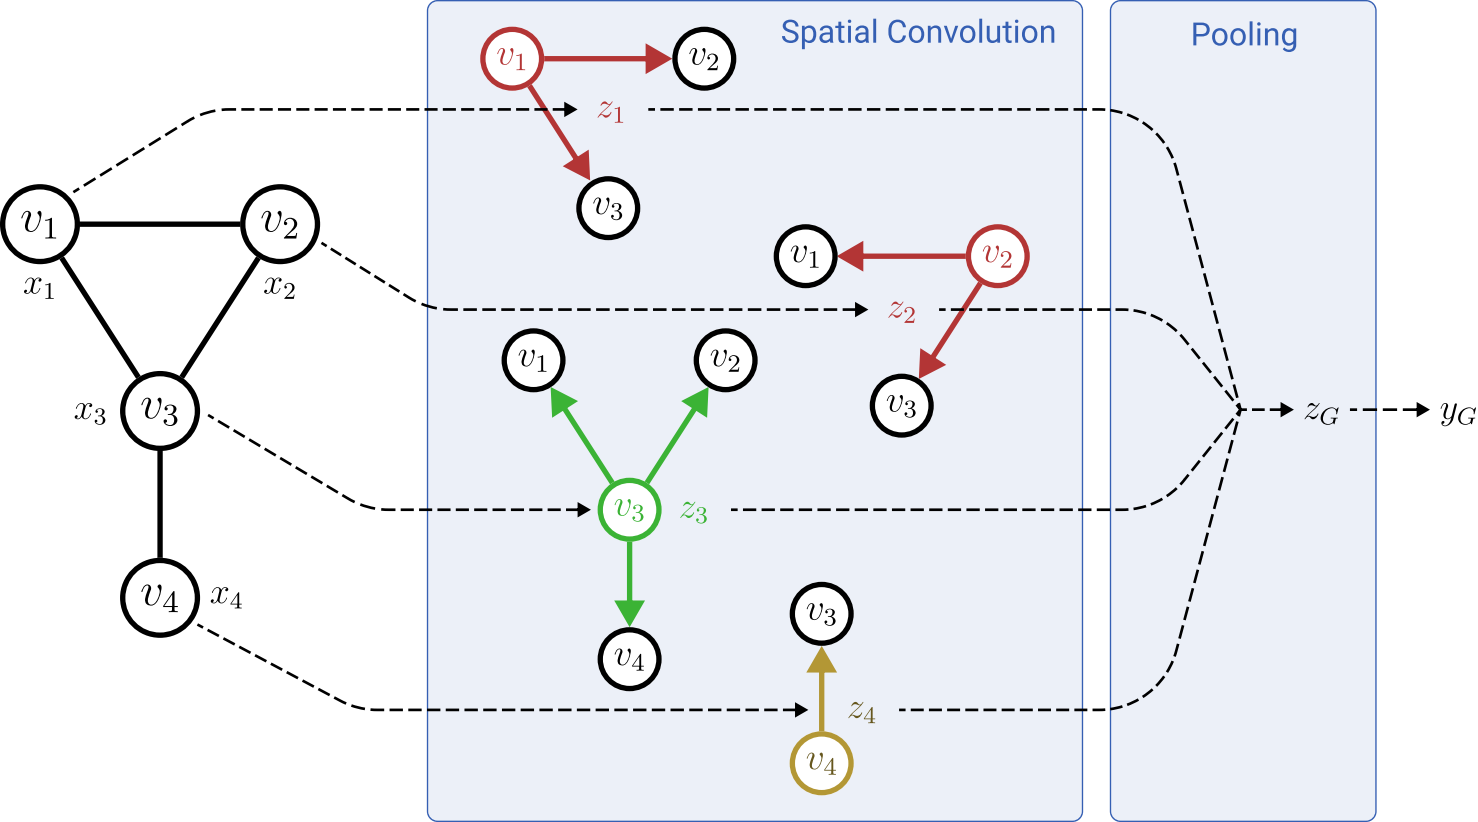 Spatial Convolution
Pooling
v₁ v₂
z₁
v₃
v₁ v₂
x₁ x₂
v₁ v₂
z₂
v₃
v₁ v₂
x₃ v₃
z_G y_G
v₃ z₃
v₄ x₄
v₃
v₄
z₄
v₄